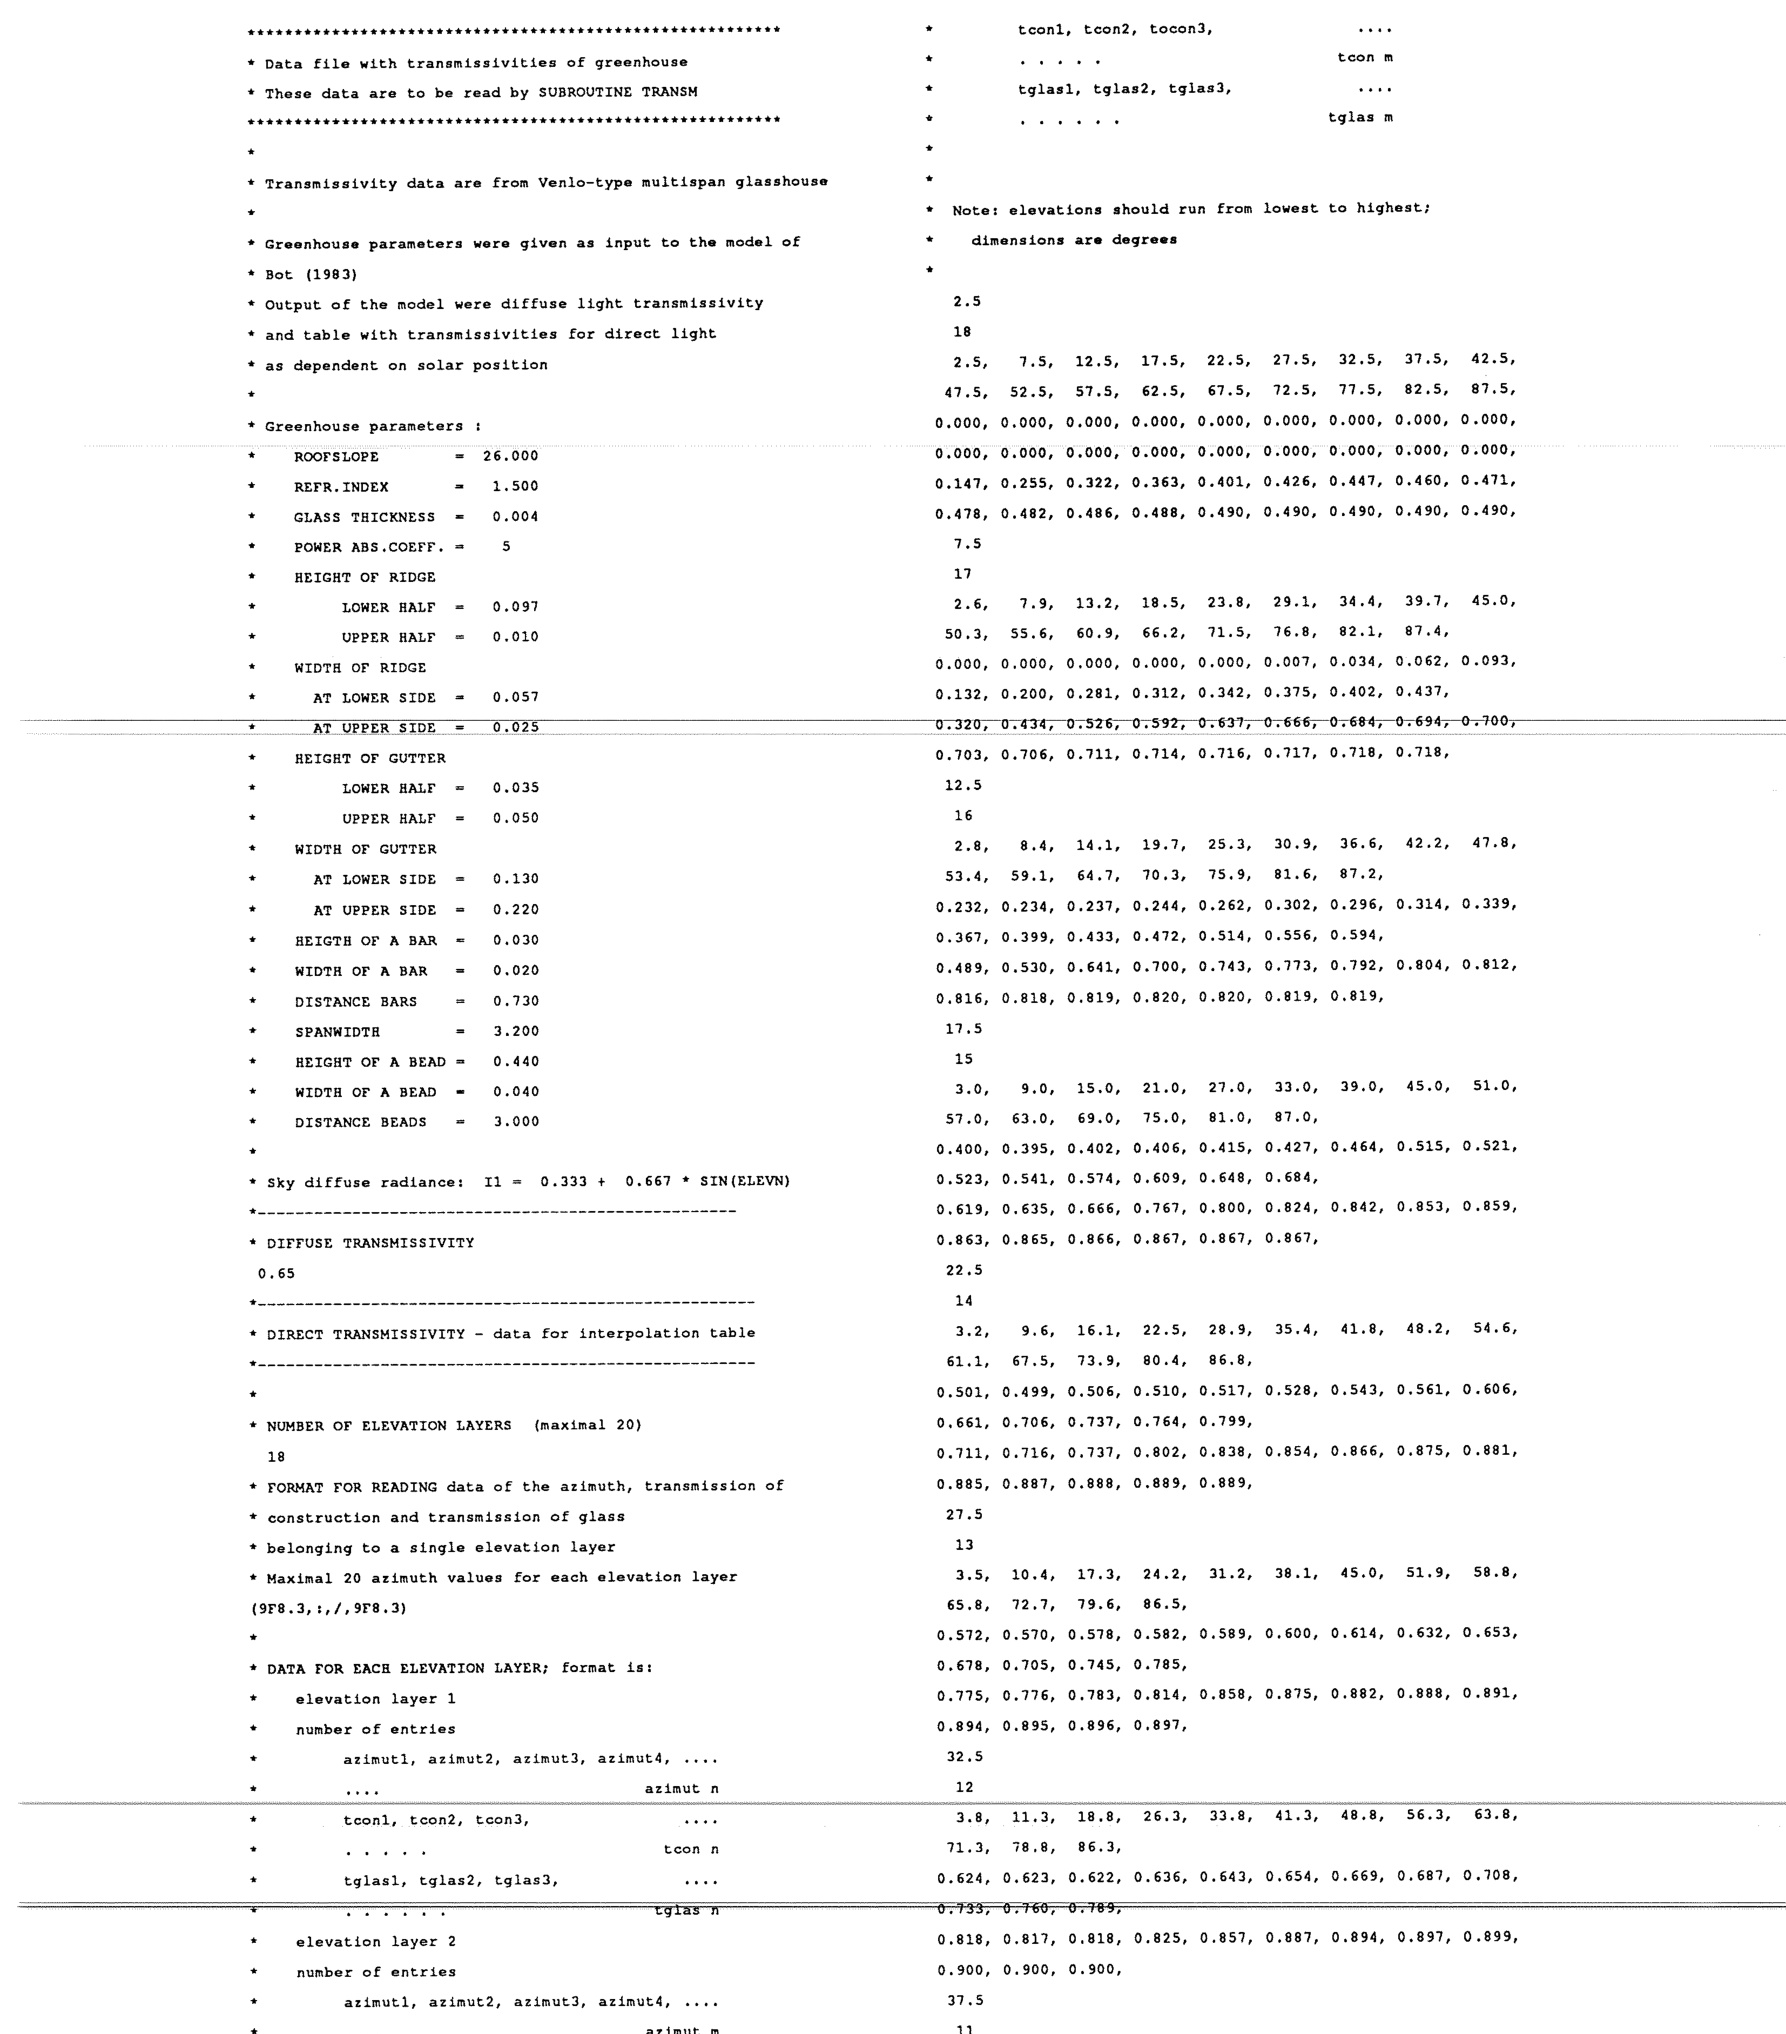 *********************************************************
* Data file with transmissivities of greenhouse
* These data are to be read by SUBROUTINE TRANSM
*********************************************************
*
* Transmissivity data are from Venlo-type multispan glasshouse
*
* Greenhouse parameters were given as input to the model of
* Bot (1983)
* Output of the model were diffuse light transmissivity
* and table with transmissivities for direct light
* as dependent on solar position
*
* Greenhouse parameters :
* ROOFSLOPE = 26.000
* REFR.INDEX = 1.500
* GLASS THICKNESS = 0.004
* POWER ABS.COEFF. = 5
* HEIGHT OF RIDGE
* LOWER HALF = 0.097
* UPPER HALF = 0.010
* WIDTH OF RIDGE
* AT LOWER SIDE = 0.057
* AT UPPER SIDE = 0.025
* HEIGHT OF GUTTER
* LOWER HALF = 0.035
* UPPER HALF = 0.050
* WIDTH OF GUTTER
* AT LOWER SIDE = 0.130
* AT UPPER SIDE = 0.220
* HEIGTH OF A BAR = 0.030
* WIDTH OF A BAR = 0.020
* DISTANCE BARS = 0.730
* SPANWIDTH = 3.200
* HEIGHT OF A BEAD = 0.440
* WIDTH OF A BEAD = 0.040
* DISTANCE BEADS = 3.000
*
* Sky diffuse radiance: I1 = 0.333 + 0.667 * SIN(ELEVN)
*---------------------------------------------------
* DIFFUSE TRANSMISSIVITY
0.65
*-----------------------------------------------------
* DIRECT TRANSMISSIVITY - data for interpolation table
*-----------------------------------------------------
*
* NUMBER OF ELEVATION LAYERS (maximal 20)
18
* FORMAT FOR READING data of the azimuth, transmission of
* construction and transmission of glass
* belonging to a single elevation layer
* Maximal 20 azimuth values for each elevation layer
(9F8.3,:,/,9F8.3)
*
* DATA FOR EACH ELEVATION LAYER; format is:
* elevation layer 1
* number of entries
* azimut1, azimut2, azimut3, azimut4, ....
* .... azimut n
* tcon1, tcon2, tcon3, ....
* . . . . . tcon n
* tglas1, tglas2, tglas3, ....
* . . . . . . tglas n
* elevation layer 2
* number of entries
* azimut1, azimut2, azimut3, azimut4, ....
* azimut m
* tcon1, tcon2, tocon3, ....
* . . . . . tcon m
* tglas1, tglas2, tglas3, ....
* . . . . . . tglas m
*
*
* Note: elevations should run from lowest to highest;
* dimensions are degrees
*
2.5
18
2.5, 7.5, 12.5, 17.5, 22.5, 27.5, 32.5, 37.5, 42.5,
47.5, 52.5, 57.5, 62.5, 67.5, 72.5, 77.5, 82.5, 87.5,
0.000, 0.000, 0.000, 0.000, 0.000, 0.000, 0.000, 0.000, 0.000,
0.000, 0.000, 0.000, 0.000, 0.000, 0.000, 0.000, 0.000, 0.000,
0.147, 0.255, 0.322, 0.363, 0.401, 0.426, 0.447, 0.460, 0.471,
0.478, 0.482, 0.486, 0.488, 0.490, 0.490, 0.490, 0.490, 0.490,
7.5
17
2.6, 7.9, 13.2, 18.5, 23.8, 29.1, 34.4, 39.7, 45.0,
50.3, 55.6, 60.9, 66.2, 71.5, 76.8, 82.1, 87.4,
0.000, 0.000, 0.000, 0.000, 0.000, 0.007, 0.034, 0.062, 0.093,
0.132, 0.200, 0.281, 0.312, 0.342, 0.375, 0.402, 0.437,
0.320, 0.434, 0.526, 0.592, 0.637, 0.666, 0.684, 0.694, 0.700,
0.703, 0.706, 0.711, 0.714, 0.716, 0.717, 0.718, 0.718,
12.5
16
2.8, 8.4, 14.1, 19.7, 25.3, 30.9, 36.6, 42.2, 47.8,
53.4, 59.1, 64.7, 70.3, 75.9, 81.6, 87.2,
0.232, 0.234, 0.237, 0.244, 0.262, 0.302, 0.296, 0.314, 0.339,
0.367, 0.399, 0.433, 0.472, 0.514, 0.556, 0.594,
0.489, 0.530, 0.641, 0.700, 0.743, 0.773, 0.792, 0.804, 0.812,
0.816, 0.818, 0.819, 0.820, 0.820, 0.819, 0.819,
17.5
15
3.0, 9.0, 15.0, 21.0, 27.0, 33.0, 39.0, 45.0, 51.0,
57.0, 63.0, 69.0, 75.0, 81.0, 87.0,
0.400, 0.395, 0.402, 0.406, 0.415, 0.427, 0.464, 0.515, 0.521,
0.523, 0.541, 0.574, 0.609, 0.648, 0.684,
0.619, 0.635, 0.666, 0.767, 0.800, 0.824, 0.842, 0.853, 0.859,
0.863, 0.865, 0.866, 0.867, 0.867, 0.867,
22.5
14
3.2, 9.6, 16.1, 22.5, 28.9, 35.4, 41.8, 48.2, 54.6,
61.1, 67.5, 73.9, 80.4, 86.8,
0.501, 0.499, 0.506, 0.510, 0.517, 0.528, 0.543, 0.561, 0.606,
0.661, 0.706, 0.737, 0.764, 0.799,
0.711, 0.716, 0.737, 0.802, 0.838, 0.854, 0.866, 0.875, 0.881,
0.885, 0.887, 0.888, 0.889, 0.889,
27.5
13
3.5, 10.4, 17.3, 24.2, 31.2, 38.1, 45.0, 51.9, 58.8,
65.8, 72.7, 79.6, 86.5,
0.572, 0.570, 0.578, 0.582, 0.589, 0.600, 0.614, 0.632, 0.653,
0.678, 0.705, 0.745, 0.785,
0.775, 0.776, 0.783, 0.814, 0.858, 0.875, 0.882, 0.888, 0.891,
0.894, 0.895, 0.896, 0.897,
32.5
12
3.8, 11.3, 18.8, 26.3, 33.8, 41.3, 48.8, 56.3, 63.8,
71.3, 78.8, 86.3,
0.624, 0.623, 0.622, 0.636, 0.643, 0.654, 0.669, 0.687, 0.708,
0.733, 0.760, 0.789,
0.818, 0.817, 0.818, 0.825, 0.857, 0.887, 0.894, 0.897, 0.899,
0.900, 0.900, 0.900,
37.5
11